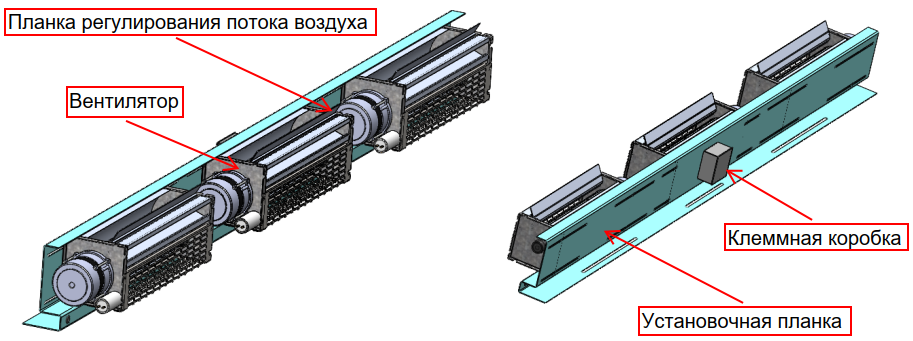 Планка регулирования потока воздуха
Вентилятор
Клеммная коробка
Установочная планка